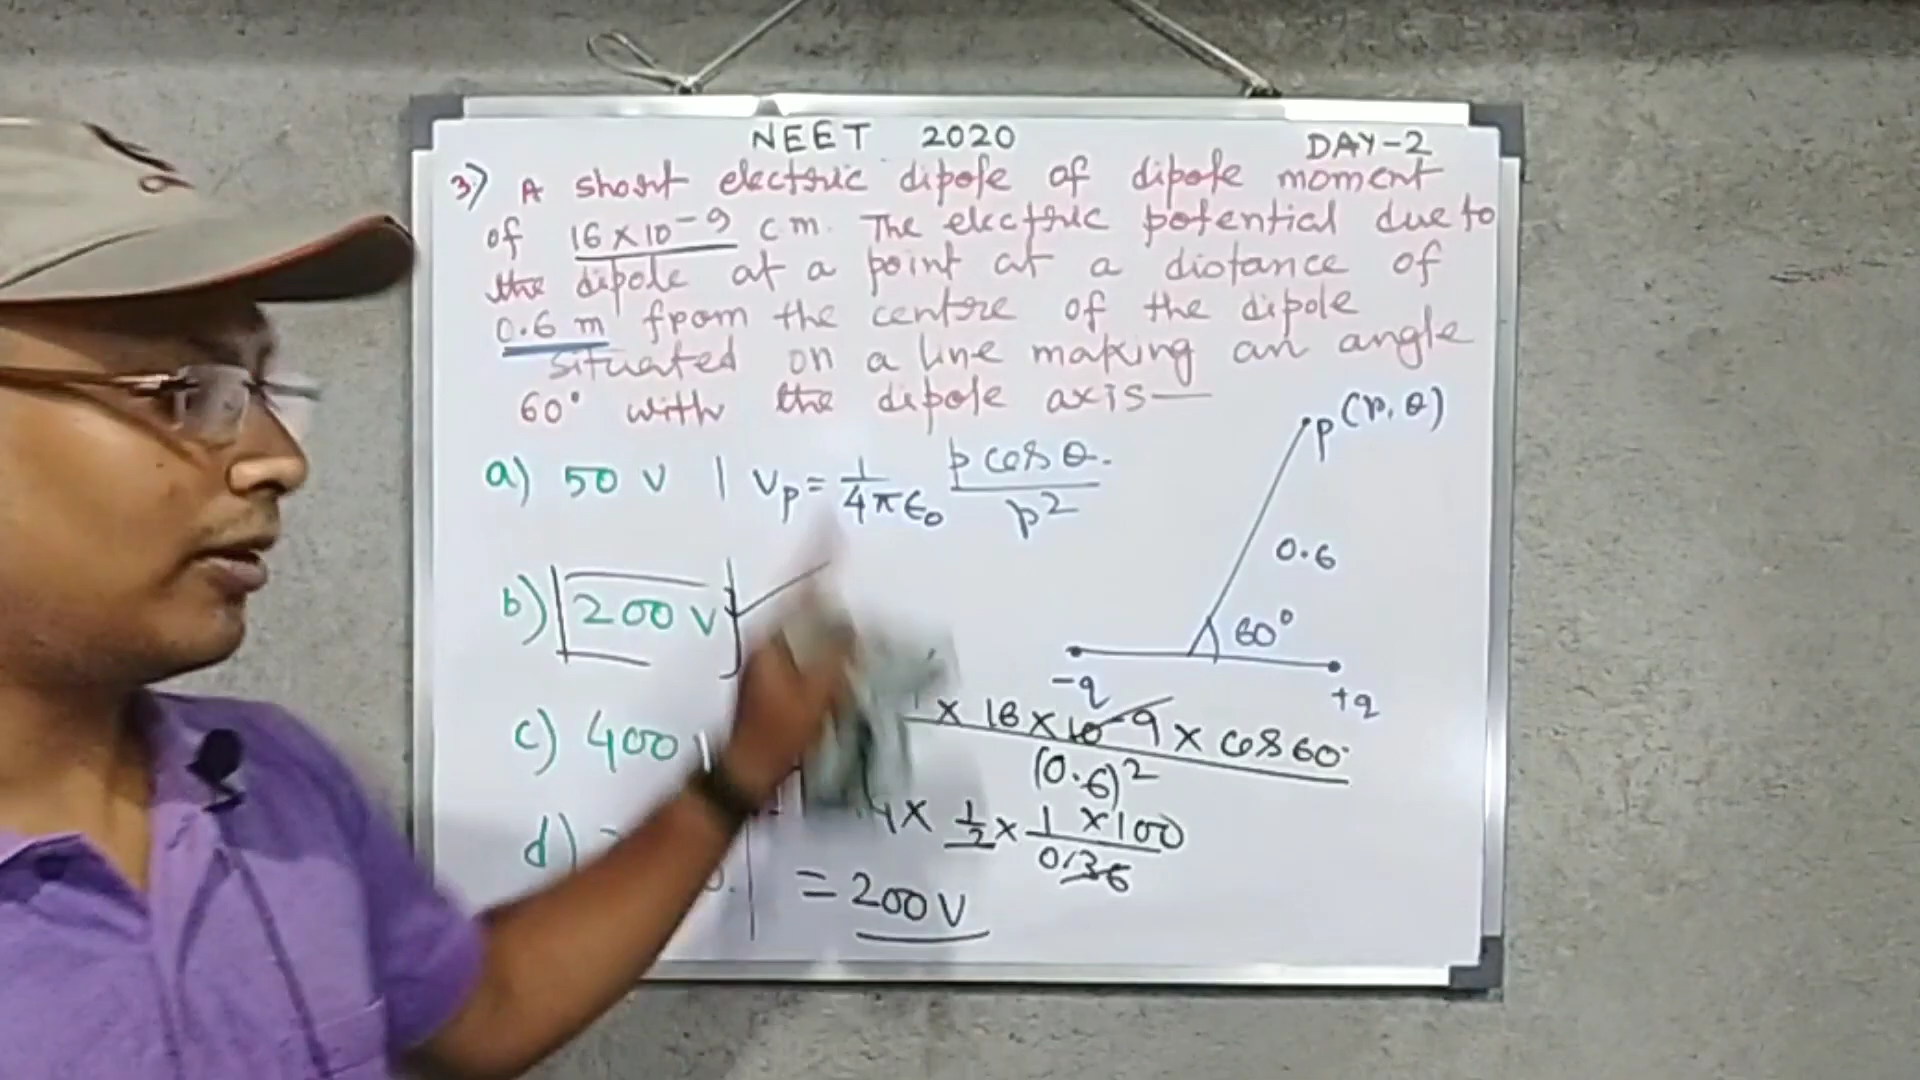 NEET 2020 DAY-2
3) A short electric dipole of dipole moment
of 16×10⁻⁹ cm. The electric potential due to
the dipole at a point at a distance of
0.6 m from the centre of the dipole
situated on a line making an angle
60° with the dipole axis—
P (r, θ)
a) 50 V | Vp = 1/4πϵ₀ p cos θ. / r²
0.6
b) 200 V
60°
-q
+q
c) 400
× 16×10⁻⁹ × cos 60° / (0.6)²
d)
× 1/2 × 1 × 100 / 0.36
= 200 V